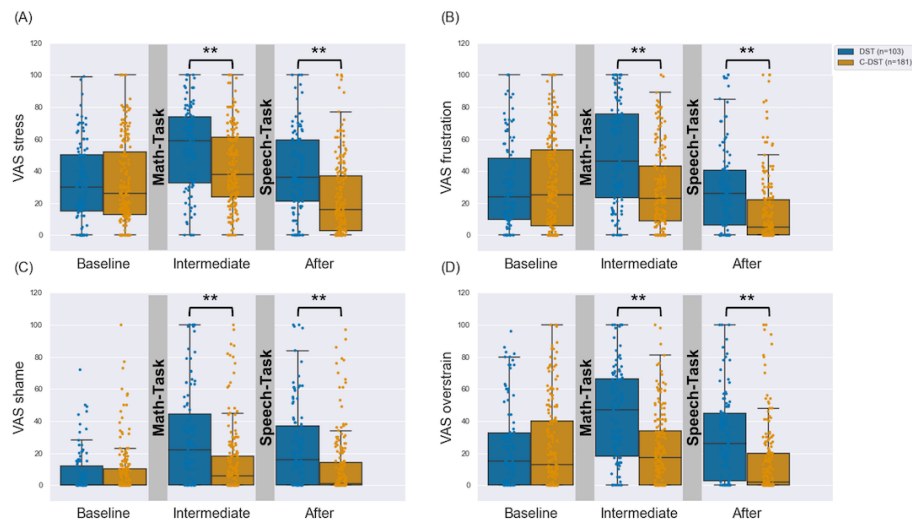 (A)
VAS stress
120
100
80
60
40
20
0
Math-Task
Speech-Task
**
**
Baseline
Intermediate
After
(B)
VAS frustration
120
100
80
60
40
20
0
Math-Task
Speech-Task
**
**
Baseline
Intermediate
After
DST (n=103)
C-DST (n=181)
(C)
VAS shame
120
100
80
60
40
20
0
Math-Task
Speech-Task
**
**
Baseline
Intermediate
After
(D)
VAS overstrain
120
100
80
60
40
20
0
Math-Task
Speech-Task
**
**
Baseline
Intermediate
After